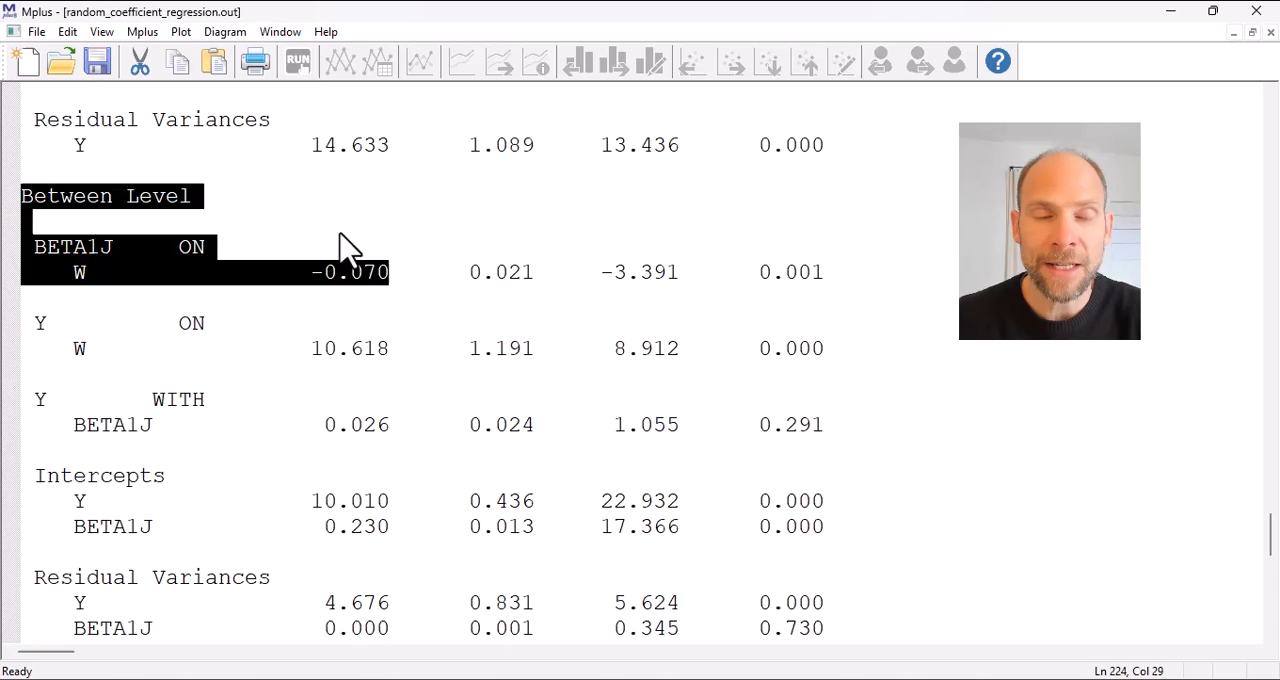 Mplus - [random_coefficient_regression.out]
File Edit View Mplus Plot Diagram Window Help
RUN
Residual Variances
Y 14.633 1.089 13.436 0.000
Between Level
BETA1J ON
W -0.070 0.021 -3.391 0.001
Y ON
W 10.618 1.191 8.912 0.000
Y WITH
BETA1J 0.026 0.024 1.055 0.291
Intercepts
Y 10.010 0.436 22.932 0.000
BETA1J 0.230 0.013 17.366 0.000
Residual Variances
Y 4.676 0.831 5.624 0.000
BETA1J 0.000 0.001 0.345 0.730
Ready Ln 224, Col 29